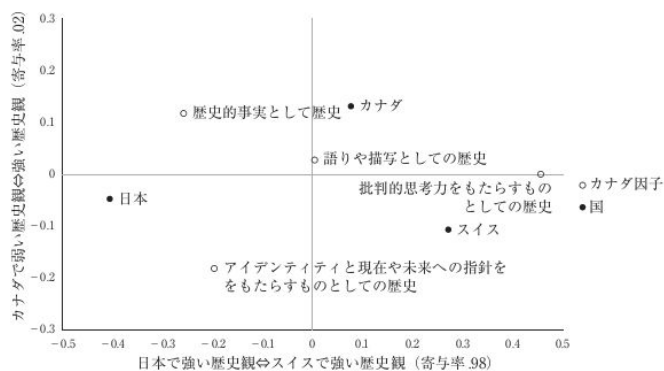 カナダで弱い歴史観⇔強い歴史観（寄与率.02）
0.3
0.2
0.1
0
−0.1
−0.2
−0.3
○ 歴史的事実として歴史
● カナダ
○ 語りや描写としての歴史
批判的思考力をもたらすもの
としての歴史
● 日本
● スイス
○ アイデンティティと現在や未来への指針を
をもたらすものとしての歴史
○ カナダ因子
● 国
−0.5 −0.4 −0.3 −0.2 −0.1 0 0.1 0.2 0.3 0.4 0.5
日本で強い歴史観⇔スイスで強い歴史観（寄与率.98）